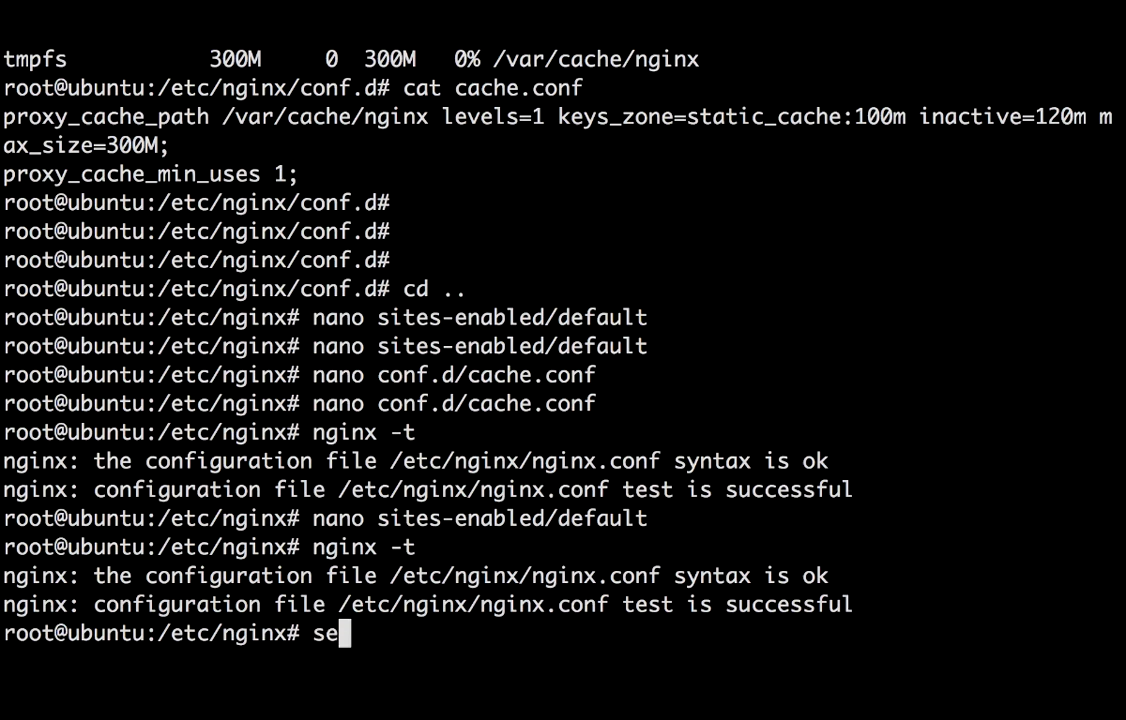 tmpfs 300M 0 300M 0% /var/cache/nginx
root@ubuntu:/etc/nginx/conf.d# cat cache.conf
proxy_cache_path /var/cache/nginx levels=1 keys_zone=static_cache:100m inactive=120m m
ax_size=300M;
proxy_cache_min_uses 1;
root@ubuntu:/etc/nginx/conf.d#
root@ubuntu:/etc/nginx/conf.d#
root@ubuntu:/etc/nginx/conf.d#
root@ubuntu:/etc/nginx/conf.d# cd ..
root@ubuntu:/etc/nginx# nano sites-enabled/default
root@ubuntu:/etc/nginx# nano sites-enabled/default
root@ubuntu:/etc/nginx# nano conf.d/cache.conf
root@ubuntu:/etc/nginx# nano conf.d/cache.conf
root@ubuntu:/etc/nginx# nginx -t
nginx: the configuration file /etc/nginx/nginx.conf syntax is ok
nginx: configuration file /etc/nginx/nginx.conf test is successful
root@ubuntu:/etc/nginx# nano sites-enabled/default
root@ubuntu:/etc/nginx# nginx -t
nginx: the configuration file /etc/nginx/nginx.conf syntax is ok
nginx: configuration file /etc/nginx/nginx.conf test is successful
root@ubuntu:/etc/nginx# se